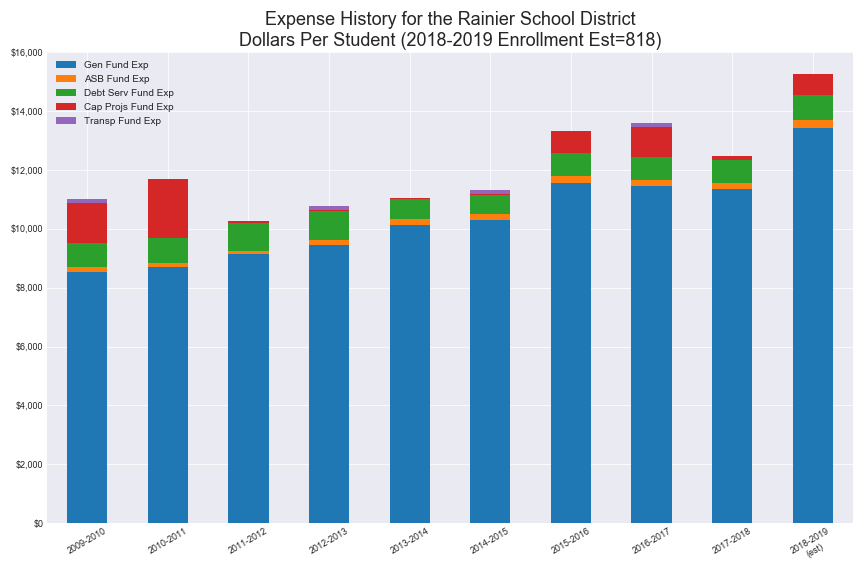 Expense History for the Rainier School District
Dollars Per Student (2018-2019 Enrollment Est=818)
$16,000
$14,000
$12,000
$10,000
$8,000
$6,000
$4,000
$2,000
$0
Gen Fund Exp
ASB Fund Exp
Debt Serv Fund Exp
Cap Projs Fund Exp
Transp Fund Exp
2009-2010
2010-2011
2011-2012
2012-2013
2013-2014
2014-2015
2015-2016
2016-2017
2017-2018
2018-2019
(est)